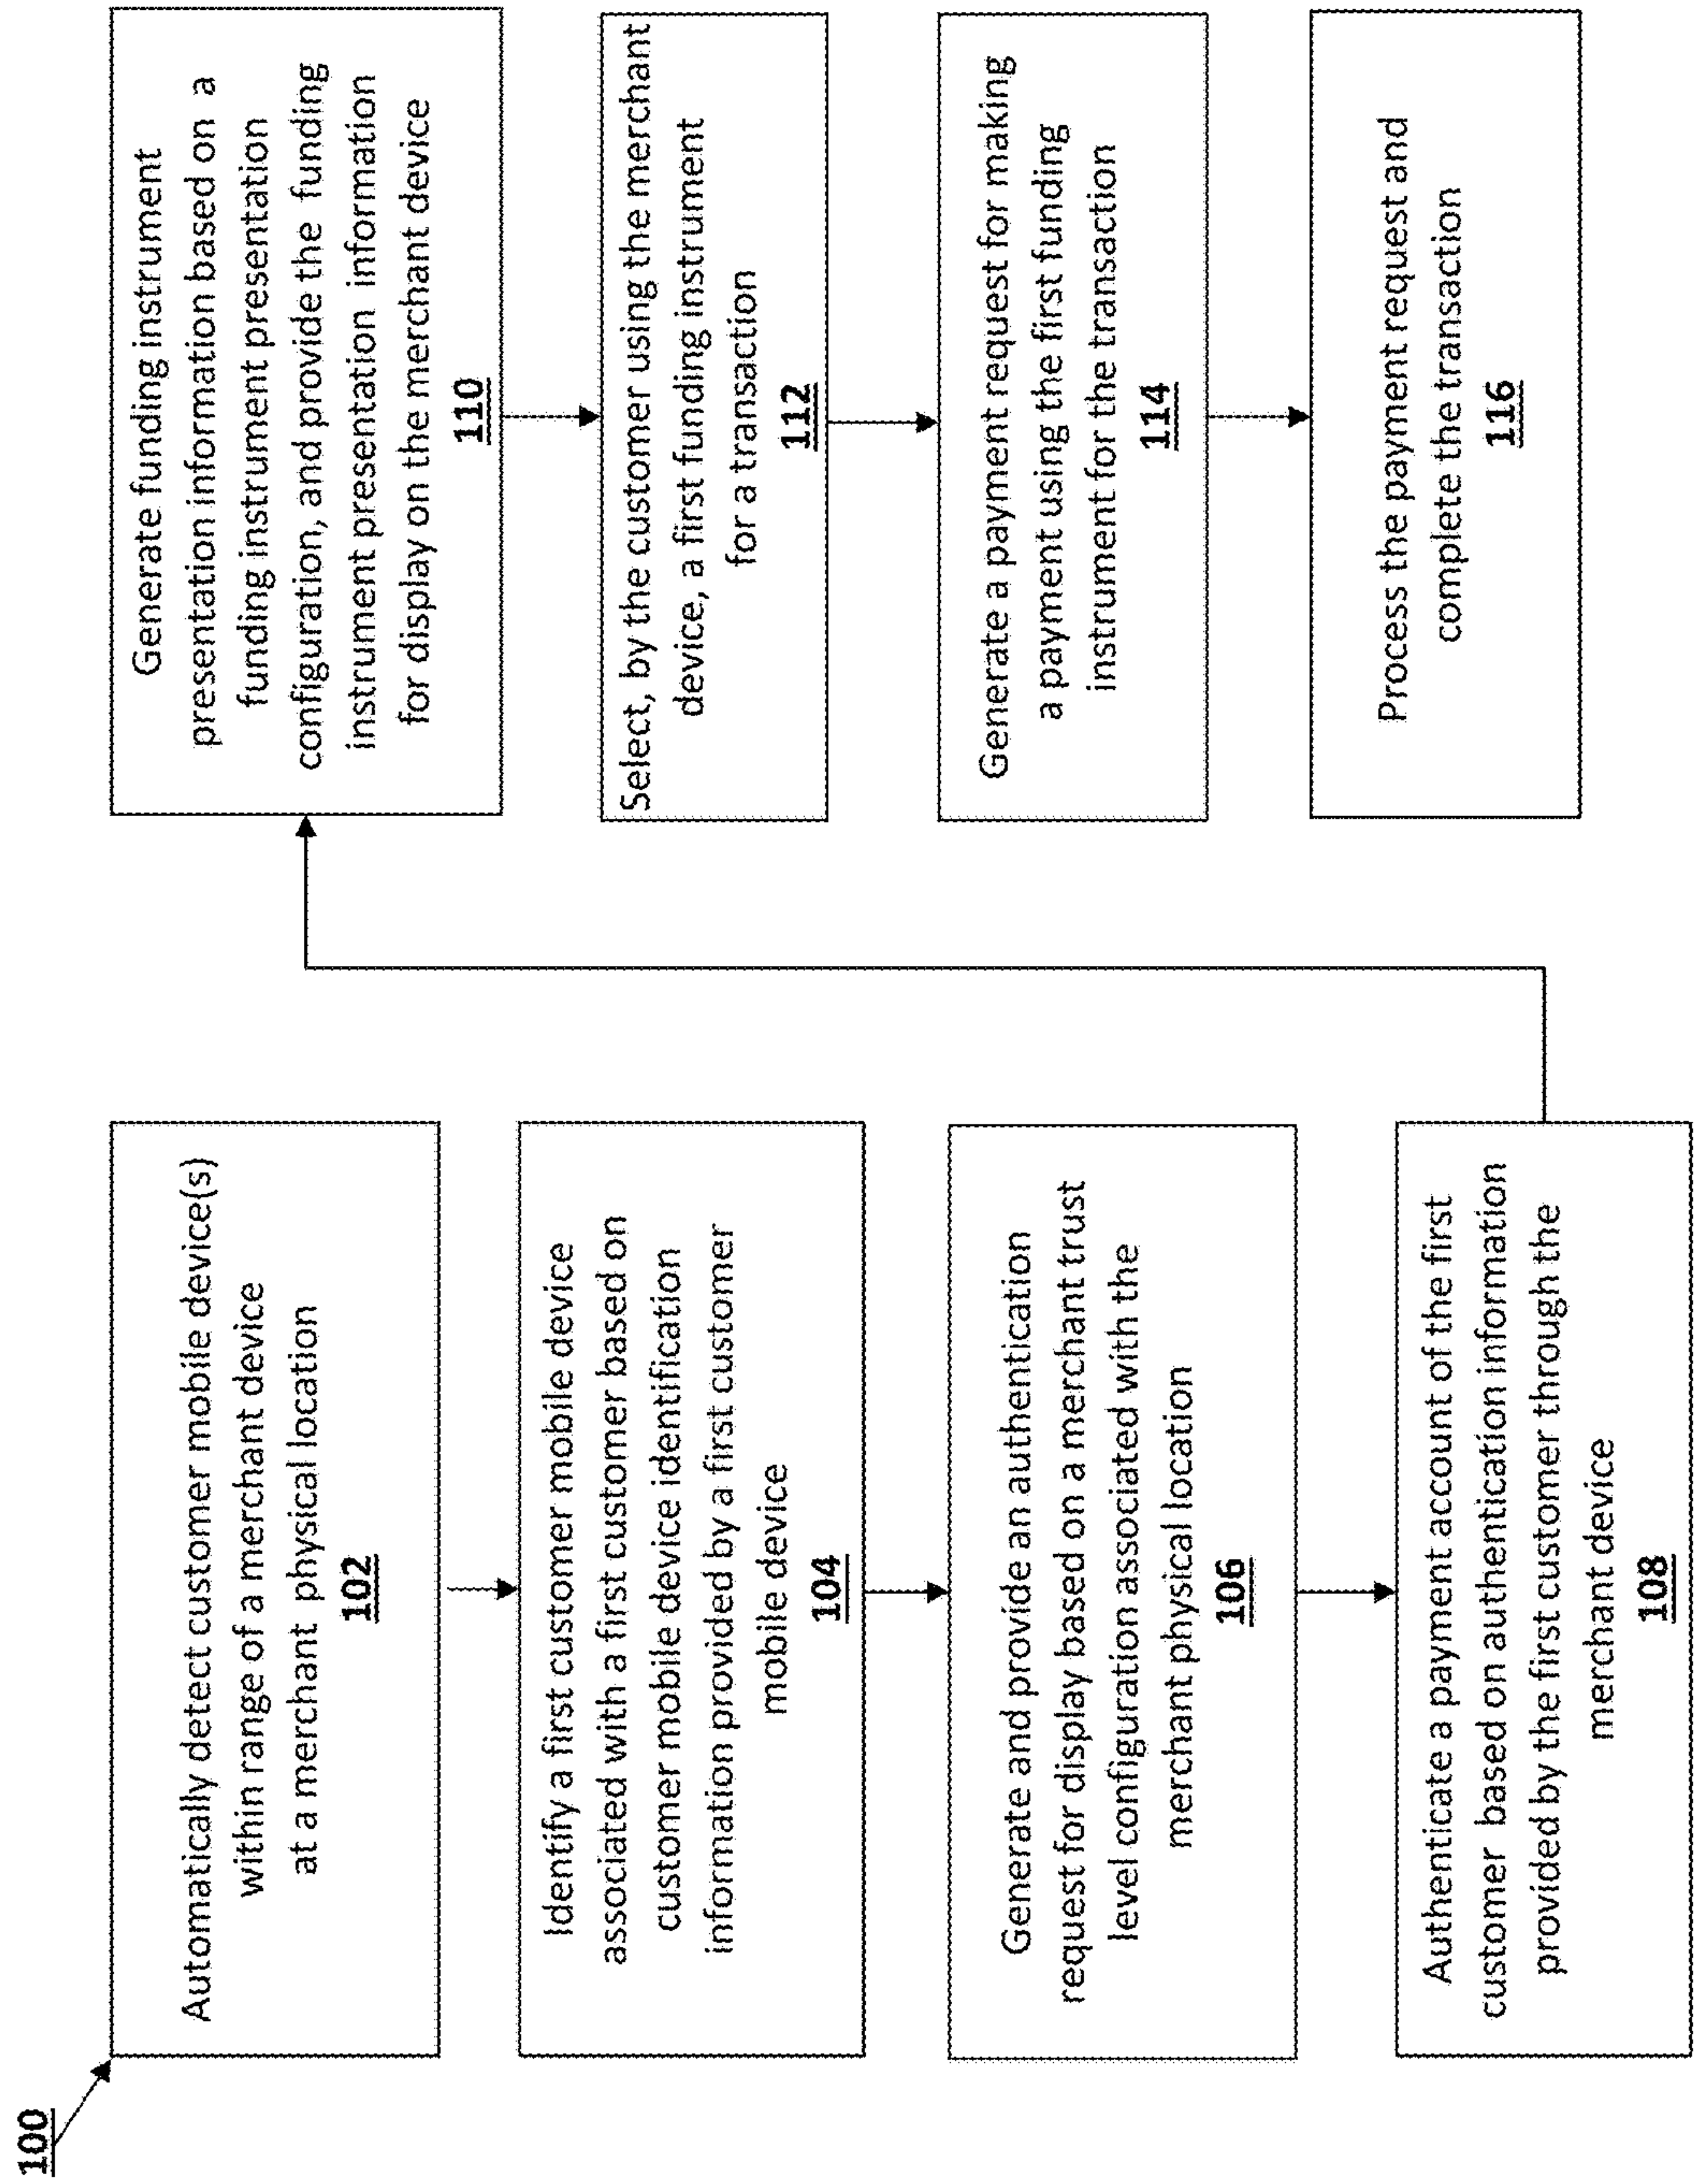 100
Automatically detect customer mobile device(s)
within range of a merchant device
at a merchant physical location
102
Identify a first customer mobile device
associated with a first customer based on
customer mobile device identification
information provided by a first customer
mobile device
104
Generate and provide an authentication
request for display based on a merchant trust
level configuration associated with the
merchant physical location
106
Authenticate a payment account of the first
customer based on authentication information
provided by the first customer through the
merchant device
108
Generate funding instrument
presentation information based on a
funding instrument presentation
configuration, and provide the funding
instrument presentation information
for display on the merchant device
110
Select, by the customer using the merchant
device, a first funding instrument
for a transaction
112
Generate a payment request for making
a payment using the first funding
instrument for the transaction
114
Process the payment request and
complete the transaction
116